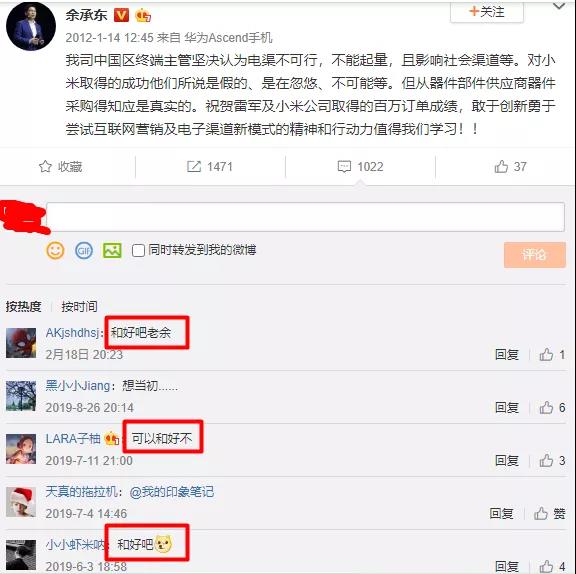 余承东
+关注
2012-1-14 12:45 来自 华为Ascend手机
我司中国区终端主管坚决认为电渠不可行，不能起量，且影响社会渠道等。对小
米取得的成功他们所说是假的、是在忽悠、不可能等。但从器件部件供应商器件
采购得知应是真实的。祝贺雷军及小米公司取得的百万订单成绩，敢于创新勇于
尝试互联网营销及电子渠道新模式的精神和行动力值得我们学习！！
收藏 1471 1022 37
GIF 同时转发到我的微博 评论
按热度 按时间
AKjshdhsj：和好吧老余
2月18日 20:23 回复 1
黑小小Jiang：想当初......
2019-8-26 20:14 回复 6
LARA子柚：可以和好不
2019-7-11 21:00 回复 3
天真的拖拉机：@我的印象笔记
2019-7-4 14:46 回复 赞
小小虾米呐：和好吧
2019-6-3 18:58 回复 4